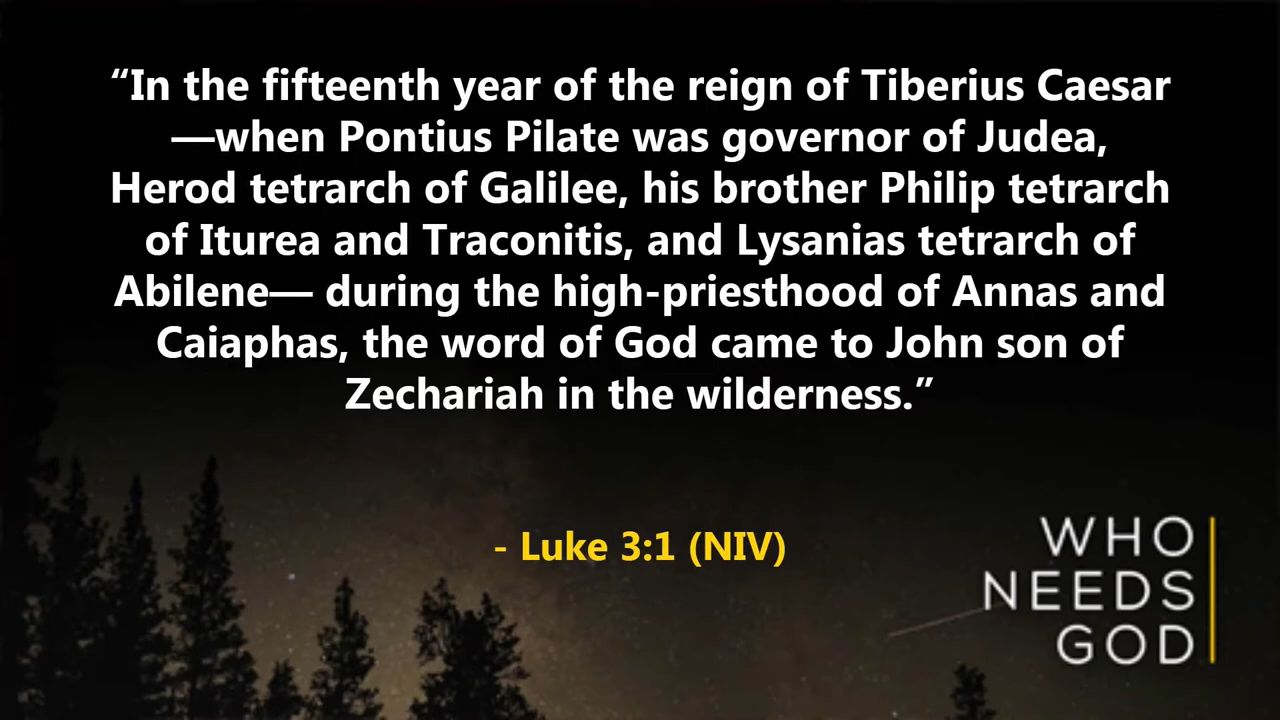 “In the fifteenth year of the reign of Tiberius Caesar
—when Pontius Pilate was governor of Judea,
Herod tetrarch of Galilee, his brother Philip tetrarch
of Iturea and Traconitis, and Lysanias tetrarch of
Abilene— during the high-priesthood of Annas and
Caiaphas, the word of God came to John son of
Zechariah in the wilderness.”
- Luke 3:1 (NIV)
WHO
NEEDS
GOD